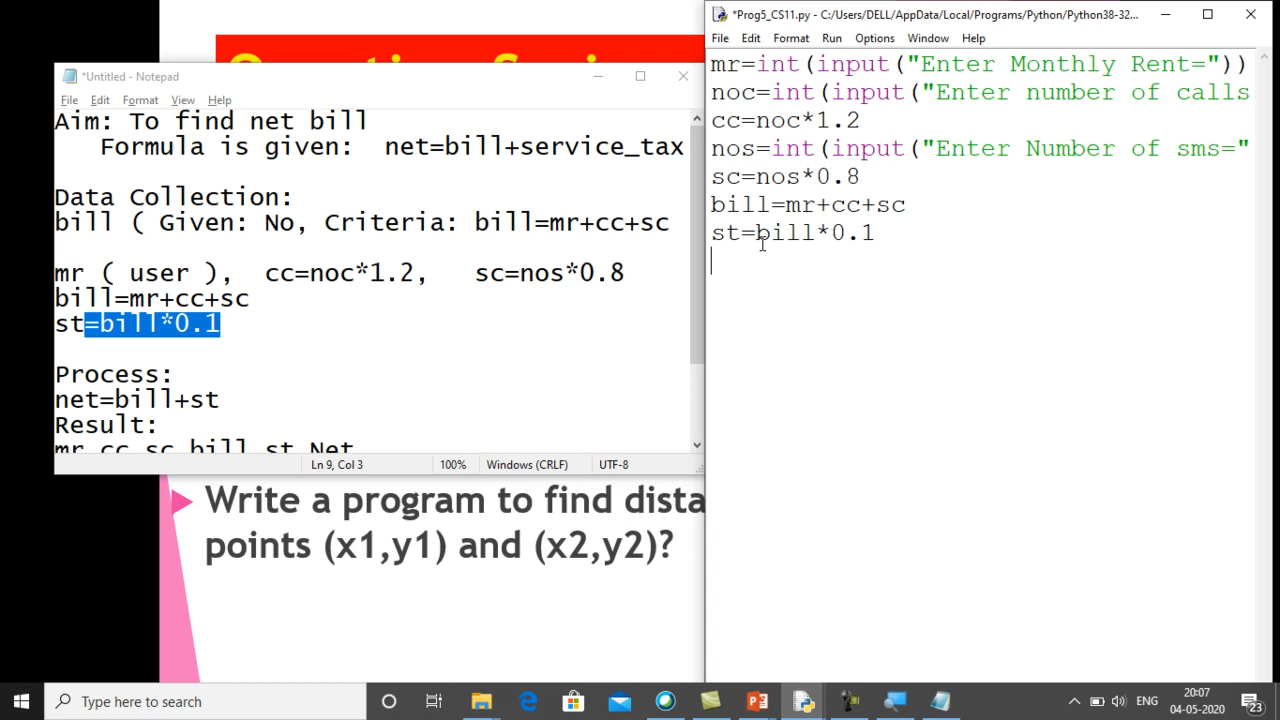 *Untitled - Notepad
File Edit Format View Help
Aim: To find net bill
Formula is given: net=bill+service_tax
Data Collection:
bill ( Given: No, Criteria: bill=mr+cc+sc
mr ( user ), cc=noc*1.2, sc=nos*0.8
bill=mr+cc+sc
st=bill*0.1
Process:
net=bill+st
Result:
mr cc sc bill st Net
Ln 9, Col 3 100% Windows (CRLF) UTF-8
*Prog5_CS11.py - C:/Users/DELL/AppData/Local/Programs/Python/Python38-32...
File Edit Format Run Options Window Help
mr=int(input("Enter Monthly Rent="))
noc=int(input("Enter number of calls
cc=noc*1.2
nos=int(input("Enter Number of sms="
sc=nos*0.8
bill=mr+cc+sc
st=bill*0.1
Write a program to find dista
points (x1,y1) and (x2,y2)?
Type here to search
ENG
20:07
04-05-2020
23